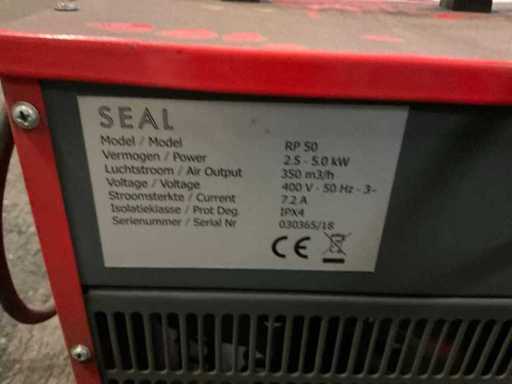 SEAL
Model / Model RP 50
Vermogen / Power 2.5 - 5.0 kW
Luchtstroom / Air Output 350 m3/h
Voltage / Voltage 400 V - 50 Hz - 3~
Stroomsterkte / Current 7.2 A
Isolatieklasse / Prot Deg. IPX4
Serienummer / Serial Nr 030365/18
CE